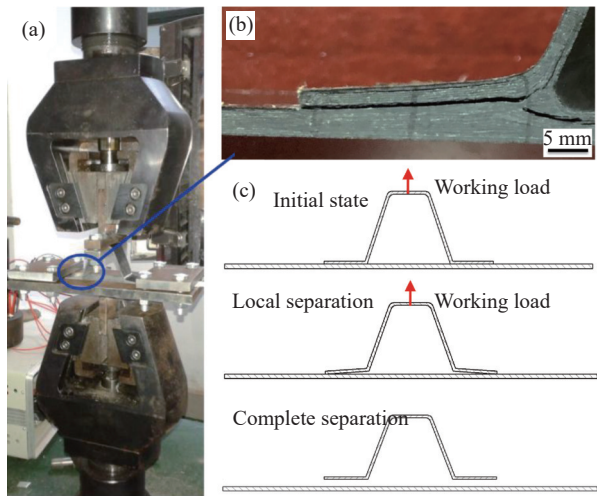 (a)
(b)
5 mm
(c)
Initial state
Working load
Local separation
Working load
Complete separation